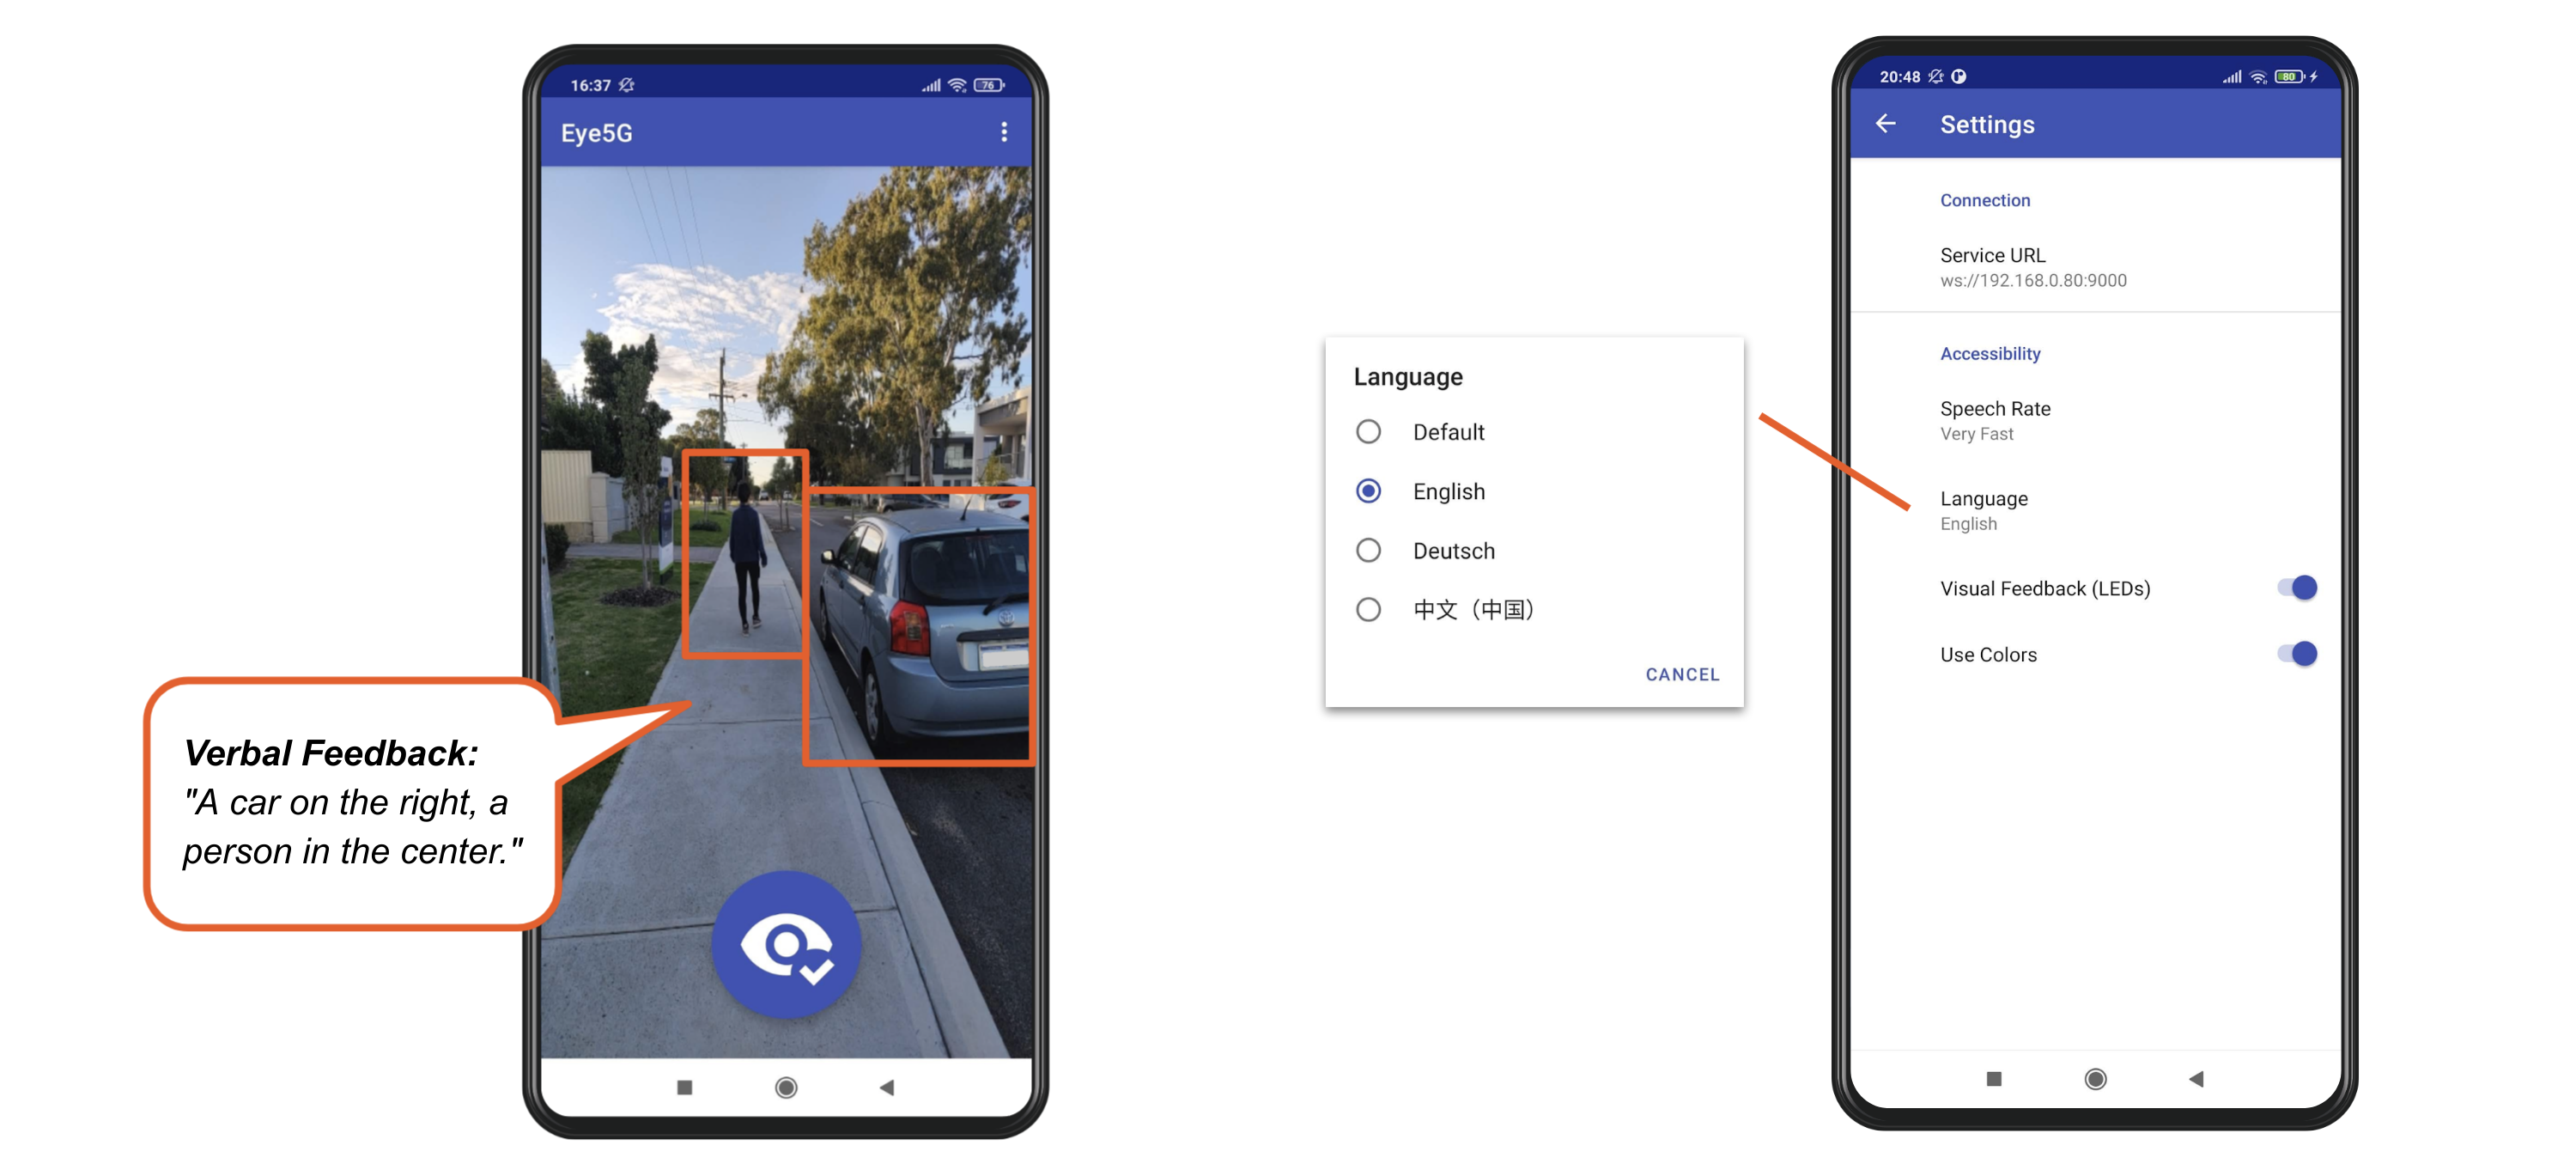 16:37
76
Eye5G
Verbal Feedback:
"A car on the right, a
person in the center."
Language
Default
English
Deutsch
中文（中国）
CANCEL
20:48
80
Settings
Connection
Service URL
ws://192.168.0.80:9000
Accessibility
Speech Rate
Very Fast
Language
English
Visual Feedback (LEDs)
Use Colors